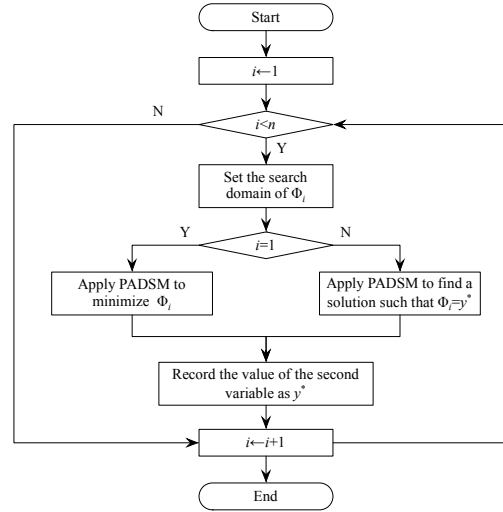 Start
i←1
N
i<n
Y
Set the search
domain of Φi
Y
i=1
N
Apply PADSM to
minimize Φi
Apply PADSM to find a
solution such that Φi=y*
Record the value of the second
variable as y*
i←i+1
End